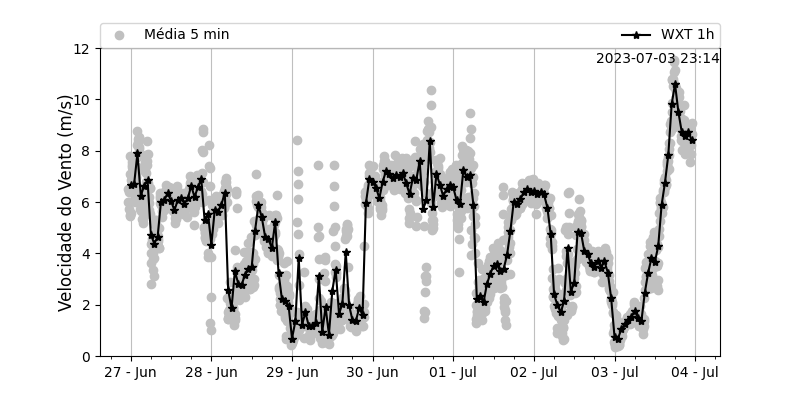 Média 5 min WXT 1h
2023-07-03 23:14
Velocidade do Vento (m/s)
12
10
8
6
4
2
0
27 - Jun 28 - Jun 29 - Jun 30 - Jun 01 - Jul 02 - Jul 03 - Jul 04 - Jul